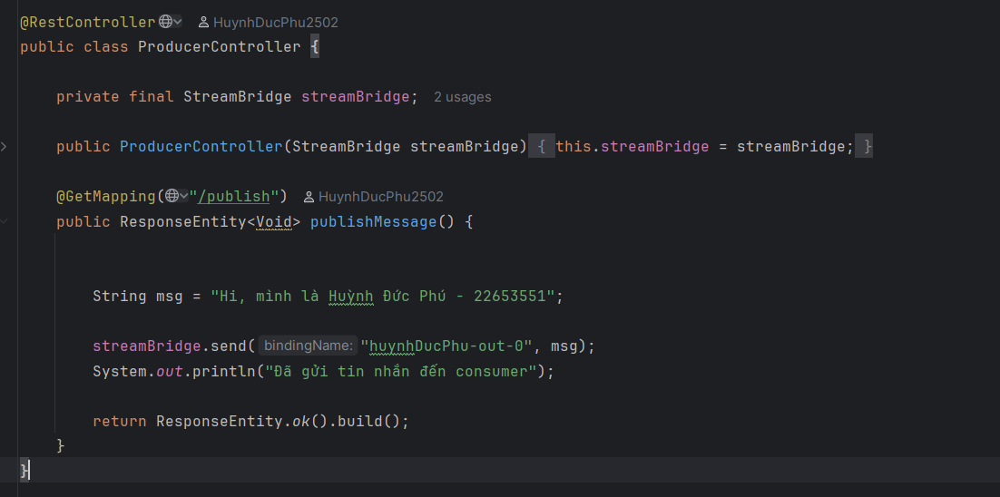 @RestController HuynhDucPhu2502
public class ProducerController {
private final StreamBridge streamBridge; 2 usages
public ProducerController(StreamBridge streamBridge) { this.streamBridge = streamBridge; }
@GetMapping("/publish") HuynhDucPhu2502
public ResponseEntity<Void> publishMessage() {
String msg = "Hi, mình là Huỳnh Đức Phú - 22653551";
streamBridge.send( bindingName: "huynhDucPhu-out-0", msg);
System.out.println("Đã gửi tin nhắn đến consumer");
return ResponseEntity.ok().build();
}
}